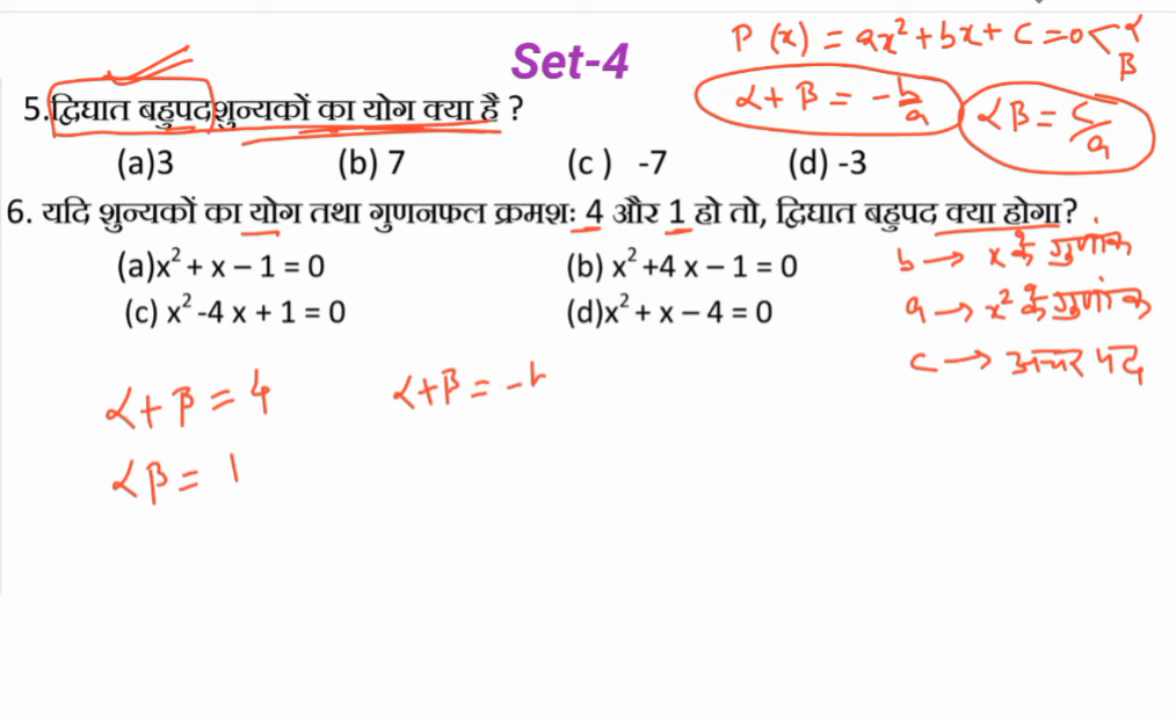 P (x) = ax² + bx + c = 0 < α
β
Set-4
α + β = - b/a
αβ = c/a
5.द्विघात बहुपद शुन्यकों का योग क्या है ?
(a)3 (b) 7 (c ) -7 (d) -3
6. यदि शुन्यकों का योग तथा गुणनफल क्रमशः 4 और 1 हो तो, द्विघात बहुपद क्या होगा?
(a)x² + x – 1 = 0 (b) x² +4 x – 1 = 0
(c) x² -4 x + 1 = 0 (d)x² + x – 4 = 0
b → x के गुणांक
a → x² के गुणांक
c → अचर पद
α + β = 4 α + β = - b
αβ = 1